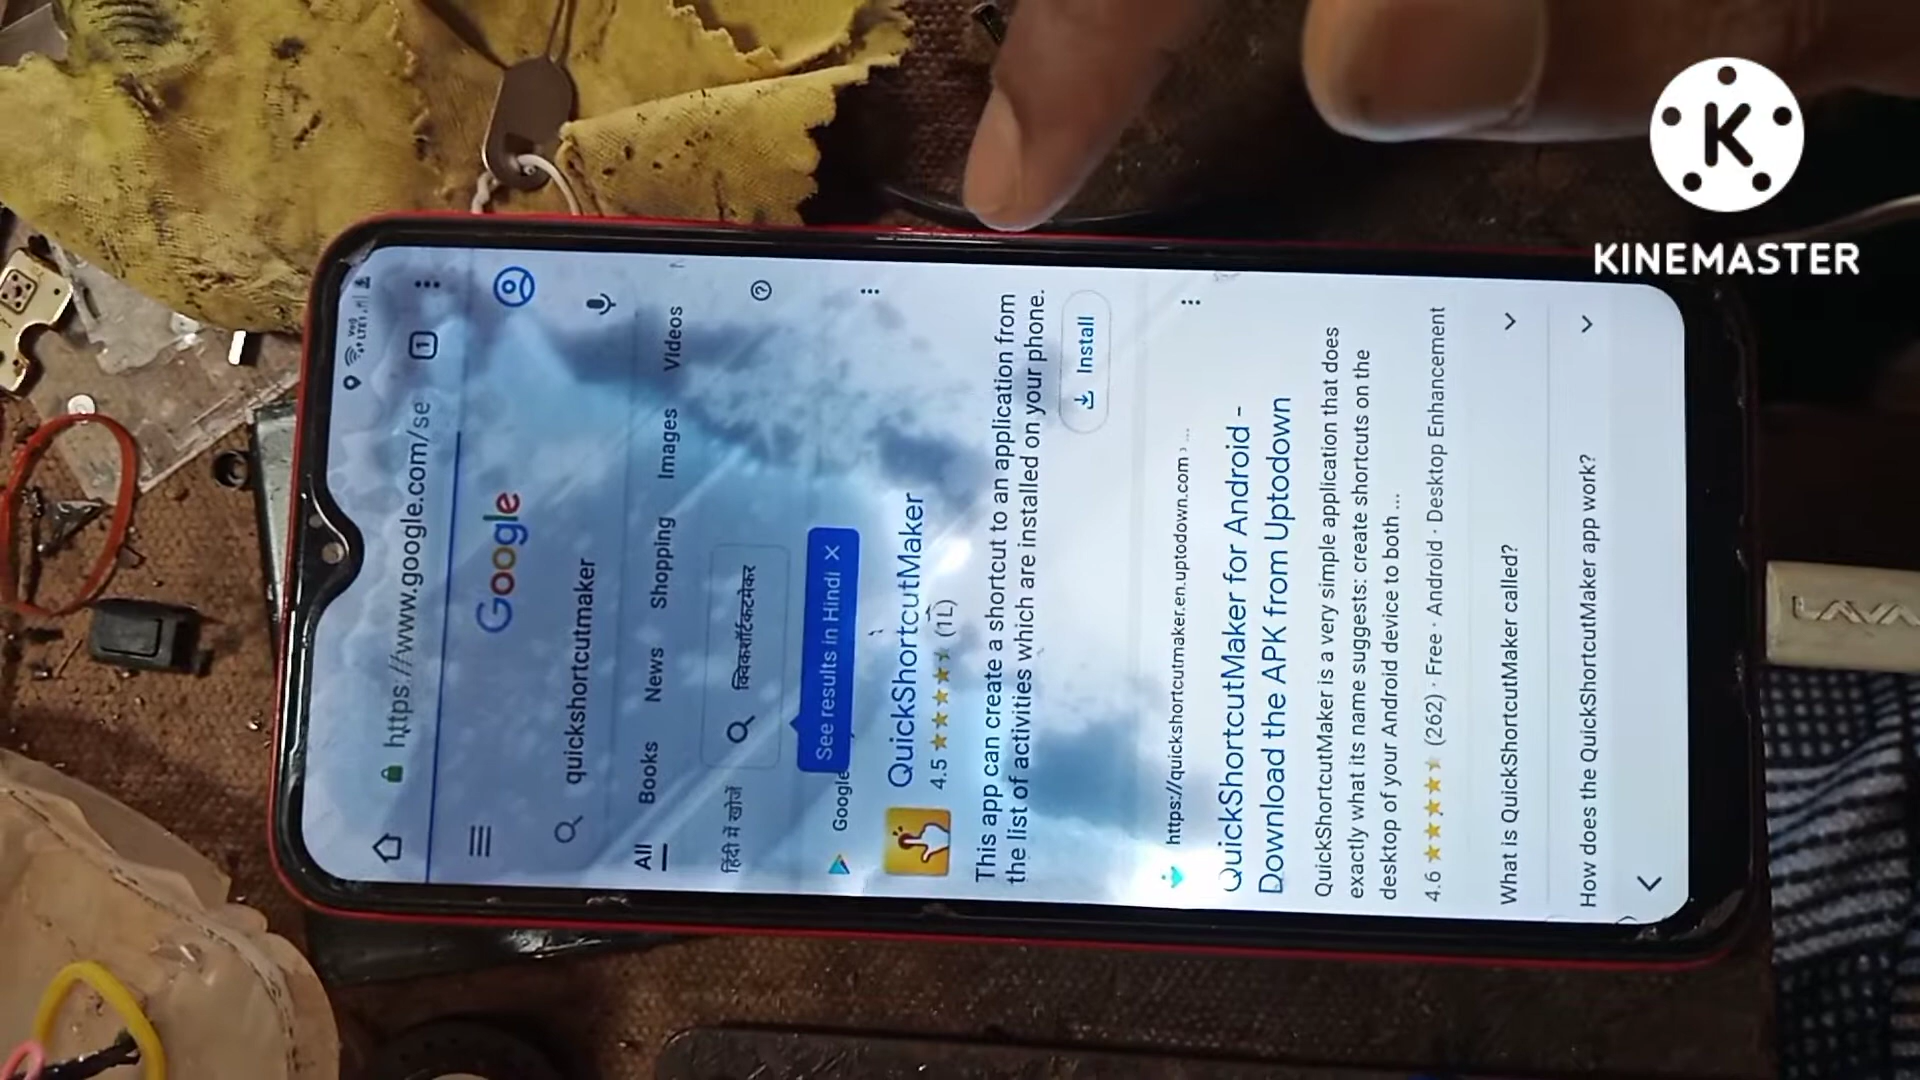 VoD
LTE1
https://www.google.com/se
1
Google
quickshortcutmaker
All Books News Shopping Images Videos
हिंदी में खोजें क्विकशॉर्टकटमेकर
See results in Hindi ×
Google
QuickShortcutMaker
4.5 ★★★★★ (1L)
This app can create a shortcut to an application from
the list of activities which are installed on your phone.
Install
https://quickshortcutmaker.en.uptodown.com › ...
QuickShortcutMaker for Android -
Download the APK from Uptodown
QuickShortcutMaker is a very simple application that does
exactly what its name suggests: create shortcuts on the
desktop of your Android device to both ...
4.6 ★★★★★ (262) · Free · Android · Desktop Enhancement
What is QuickShortcutMaker called?
How does the QuickShortcutMaker app work?
K
KINEMASTER
LAVA